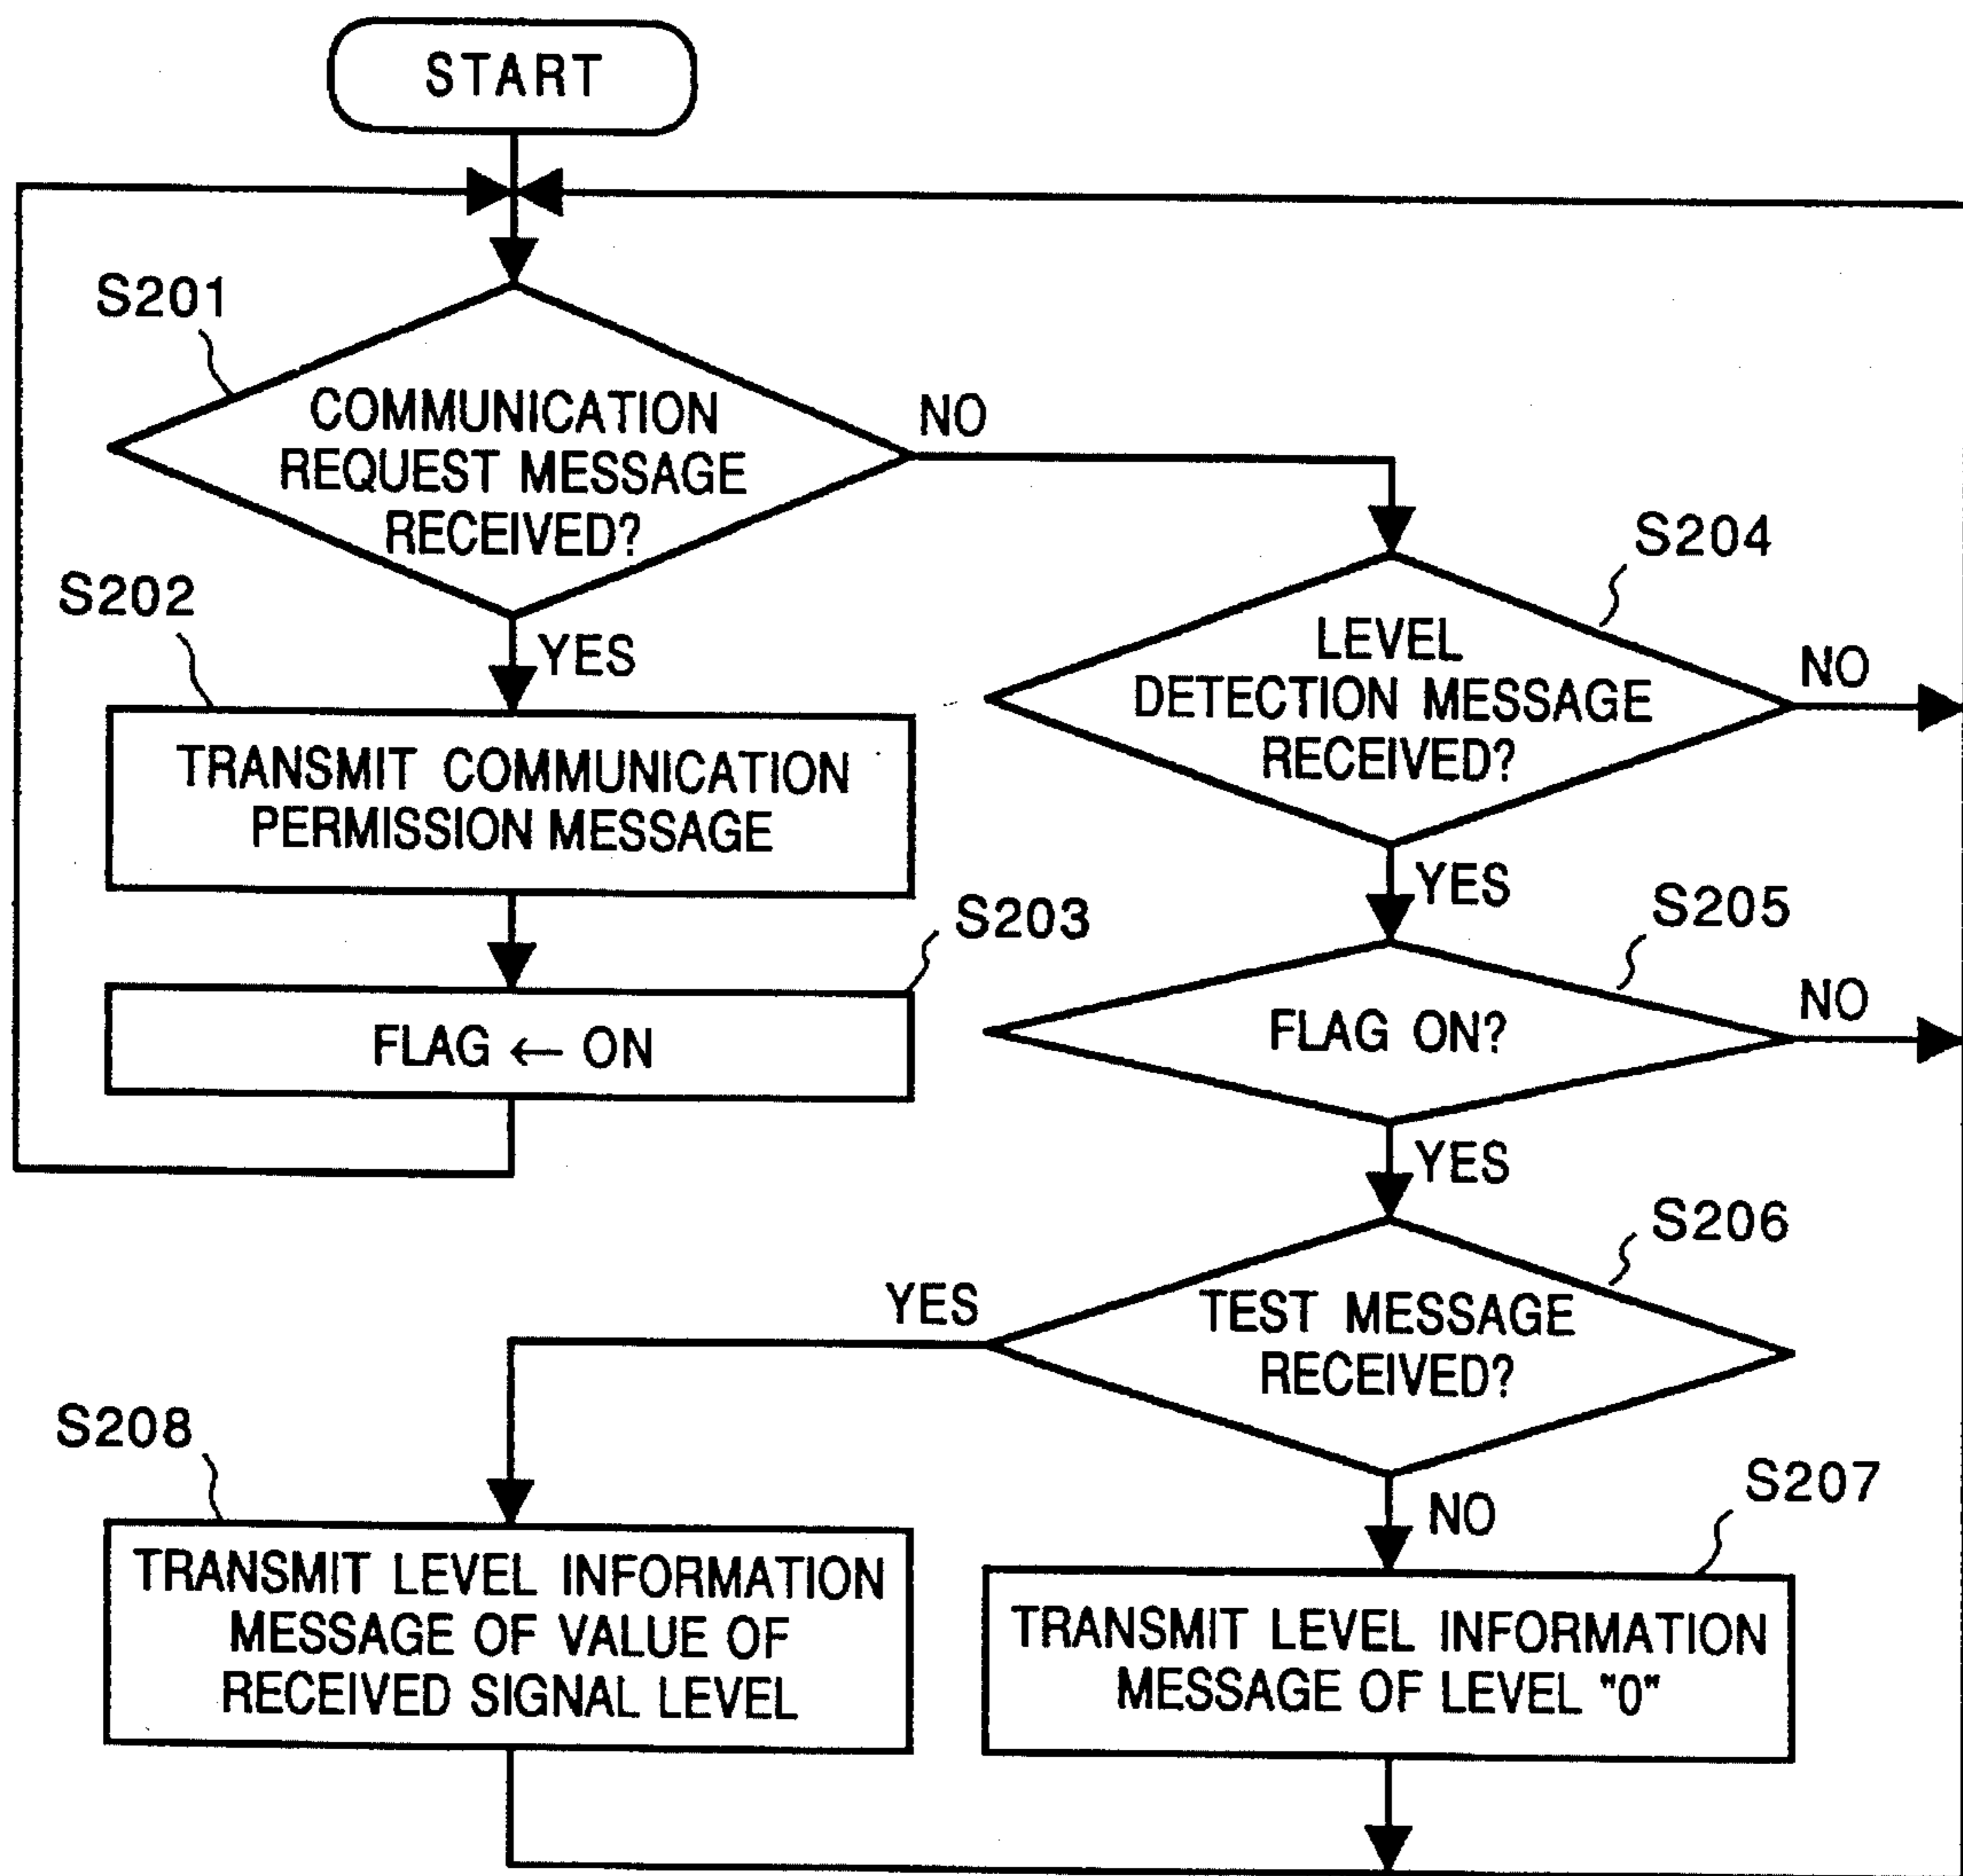 START
S201
COMMUNICATION
REQUEST MESSAGE
RECEIVED?
NO
YES
S202
TRANSMIT COMMUNICATION
PERMISSION MESSAGE
S203
FLAG ← ON
S204
LEVEL
DETECTION MESSAGE
RECEIVED?
NO
YES
S205
FLAG ON?
NO
YES
S206
TEST MESSAGE
RECEIVED?
YES
NO
S208
TRANSMIT LEVEL INFORMATION
MESSAGE OF VALUE OF
RECEIVED SIGNAL LEVEL
S207
TRANSMIT LEVEL INFORMATION
MESSAGE OF LEVEL "0"